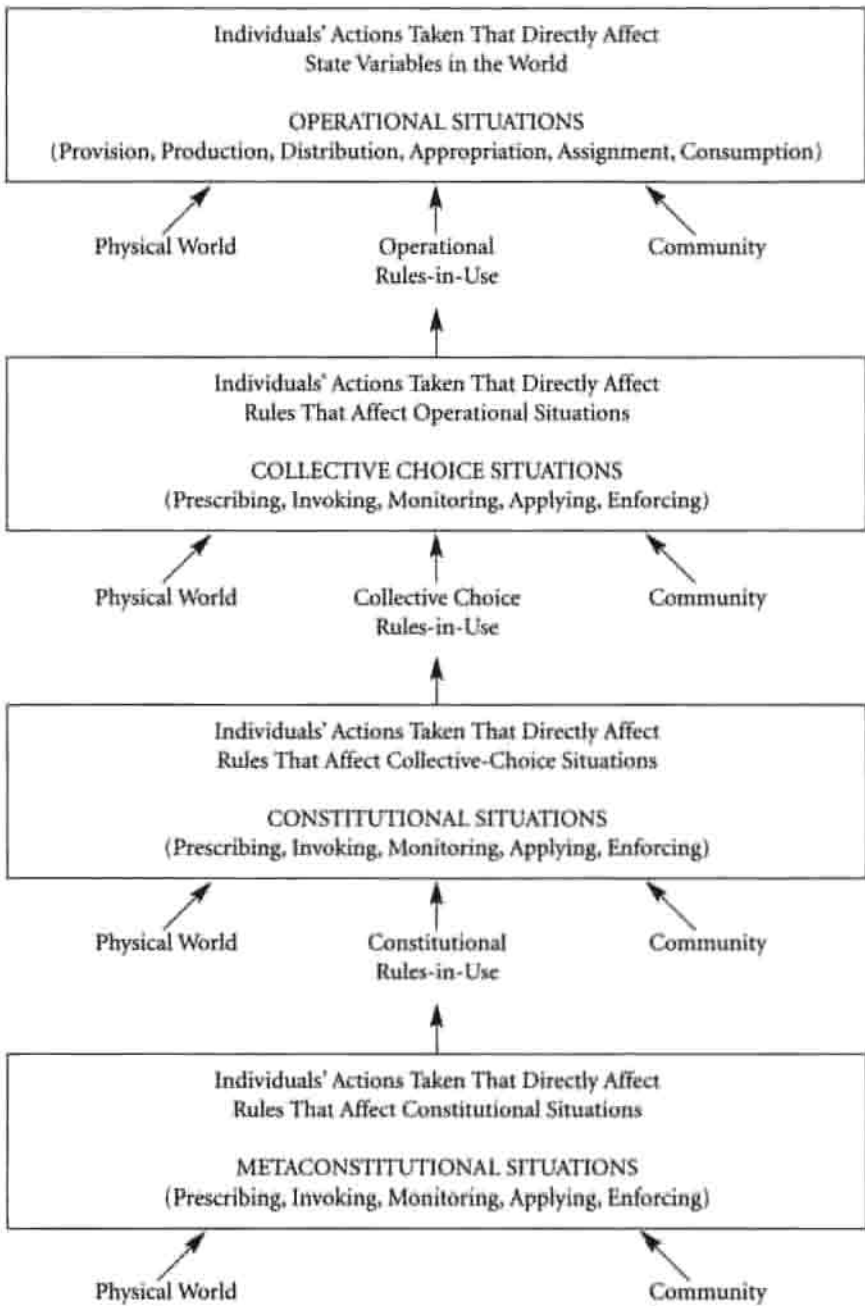 Individuals' Actions Taken That Directly Affect
State Variables in the World
OPERATIONAL SITUATIONS
(Provision, Production, Distribution, Appropriation, Assignment, Consumption)
Physical World
Operational
Rules-in-Use
Community
Individuals' Actions Taken That Directly Affect
Rules That Affect Operational Situations
COLLECTIVE CHOICE SITUATIONS
(Prescribing, Invoking, Monitoring, Applying, Enforcing)
Physical World
Collective Choice
Rules-in-Use
Community
Individuals' Actions Taken That Directly Affect
Rules That Affect Collective-Choice Situations
CONSTITUTIONAL SITUATIONS
(Prescribing, Invoking, Monitoring, Applying, Enforcing)
Physical World
Constitutional
Rules-in-Use
Community
Individuals' Actions Taken That Directly Affect
Rules That Affect Constitutional Situations
METACONSTITUTIONAL SITUATIONS
(Prescribing, Invoking, Monitoring, Applying, Enforcing)
Physical World
Community